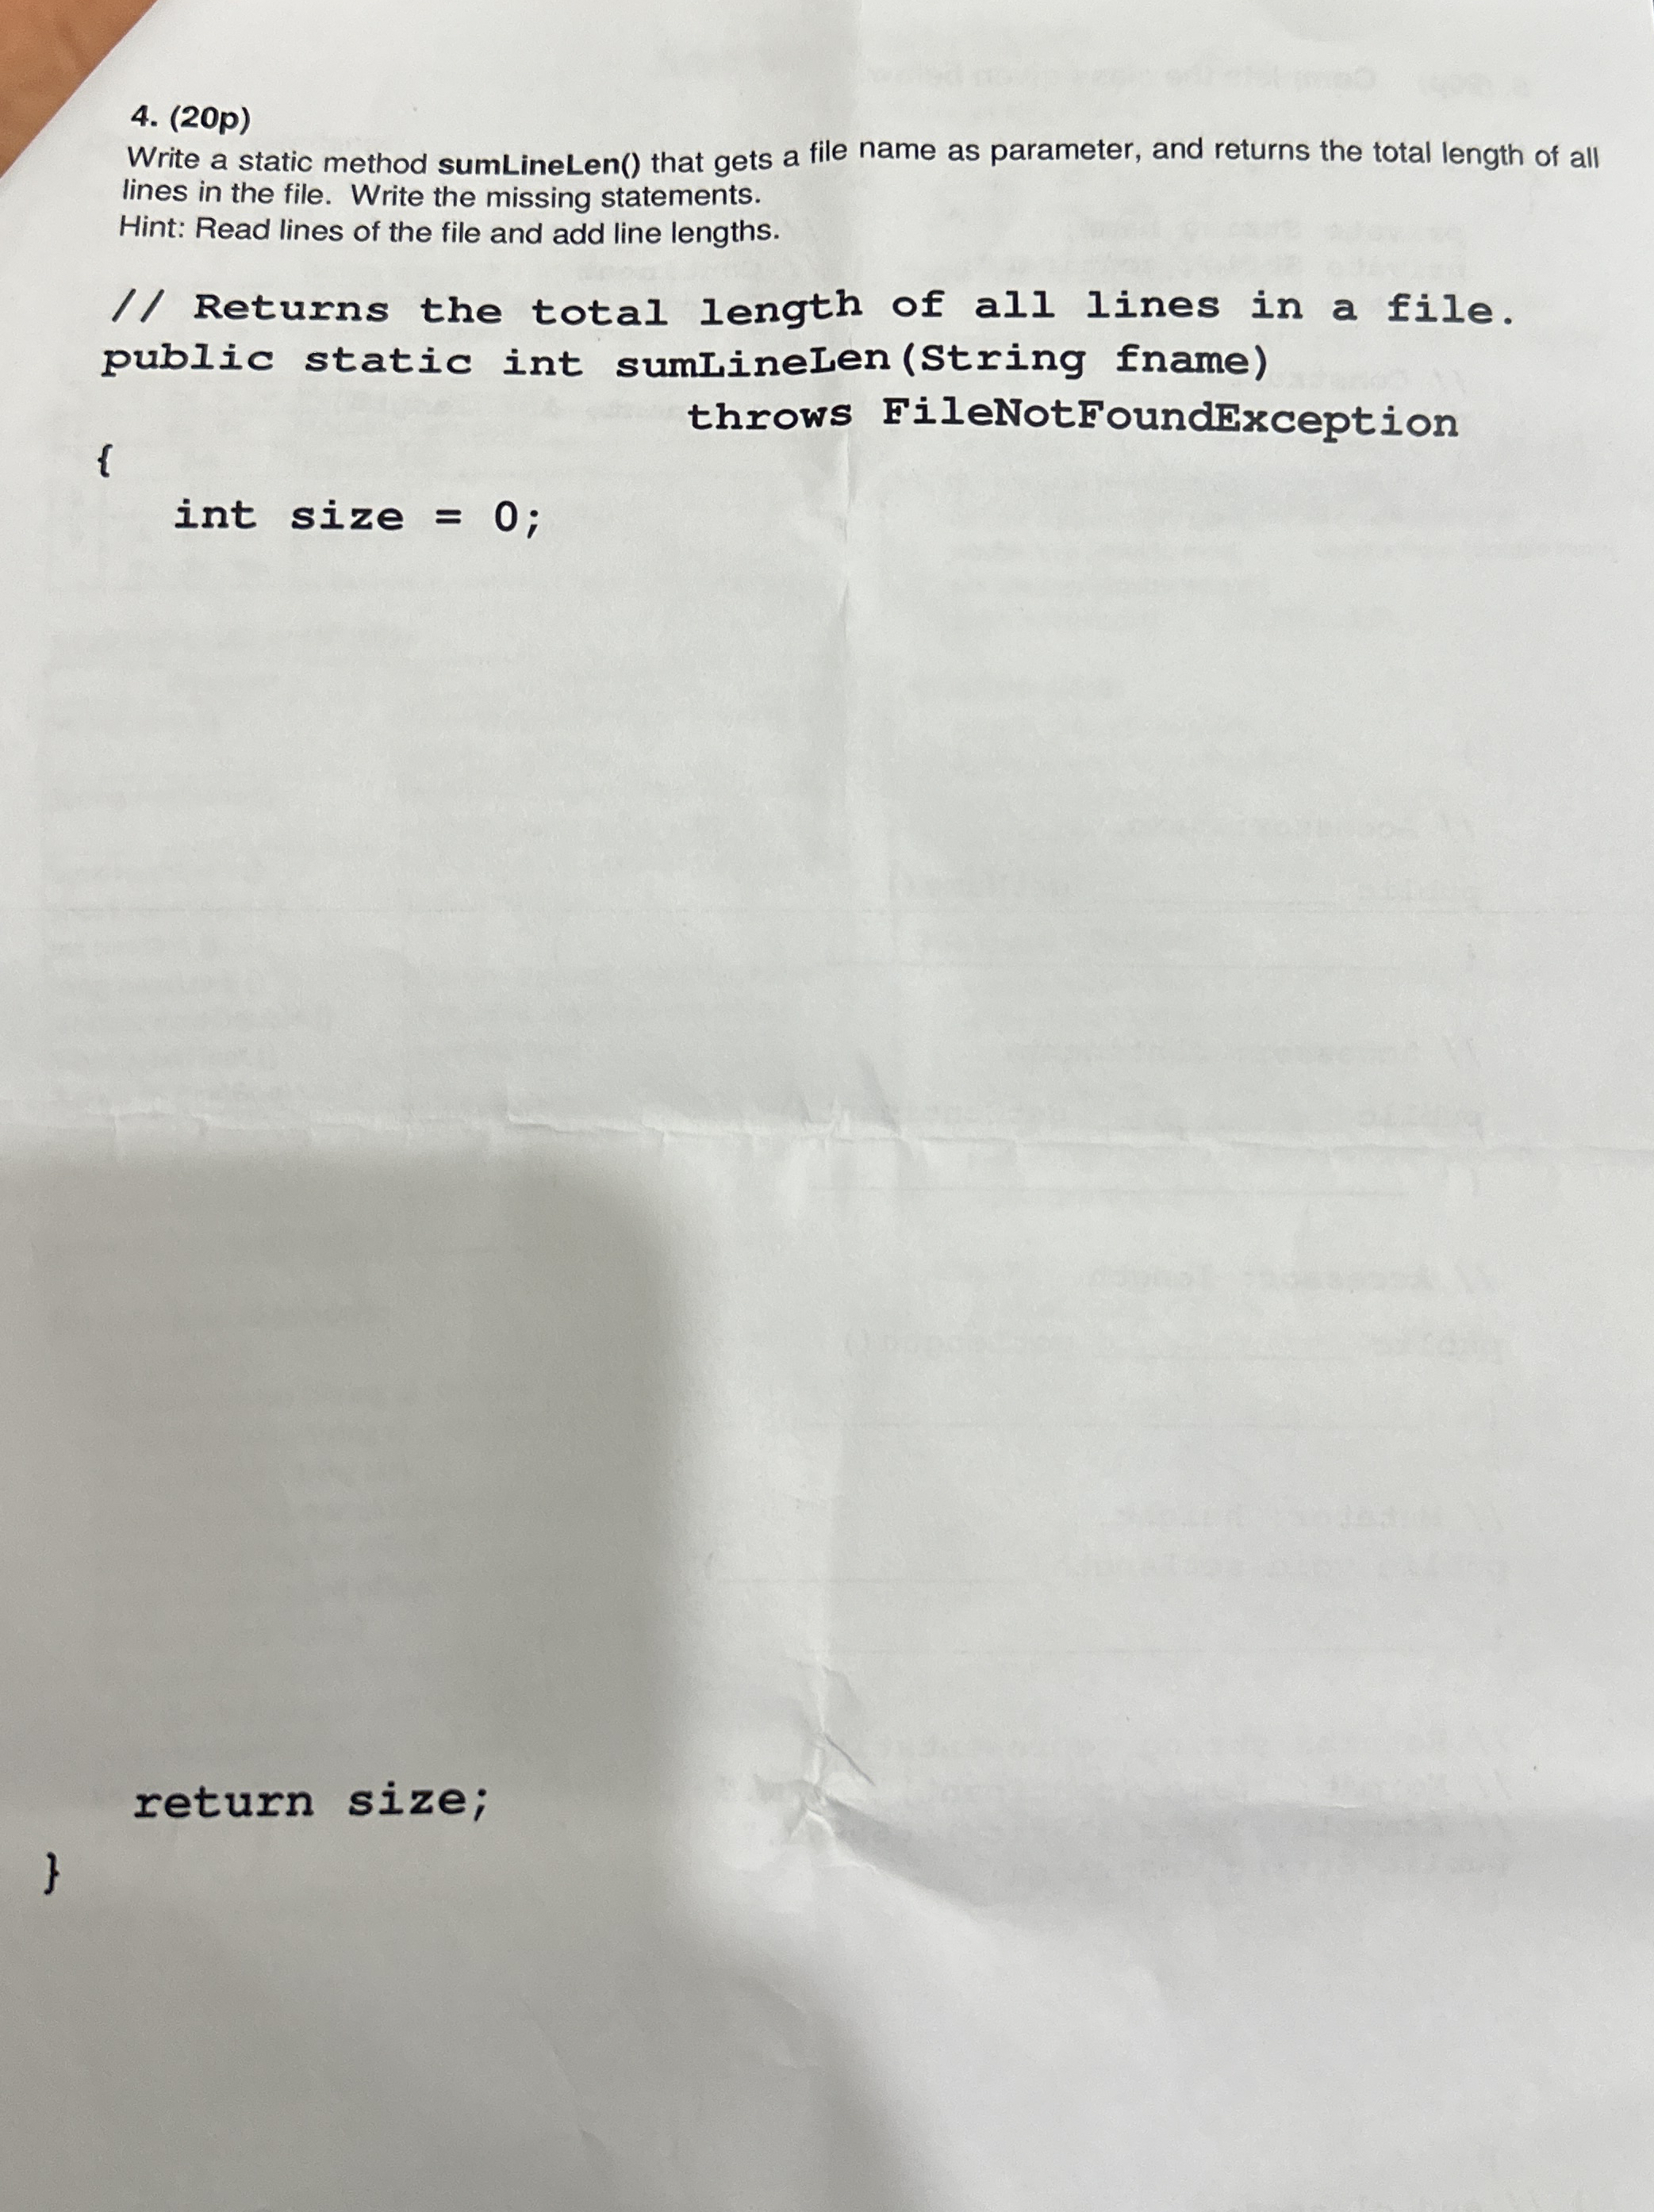 4. (20p)
Write a static method sumLineLen() that gets a file name as parameter, and returns the total length of all
lines in the file. Write the missing statements.
Hint: Read lines of the file and add line lengths.
// Returns the total length of all lines in a file.
public static int sumLineLen(String fname)
throws FileNotFoundException
{
int size = 0;
return size;
}